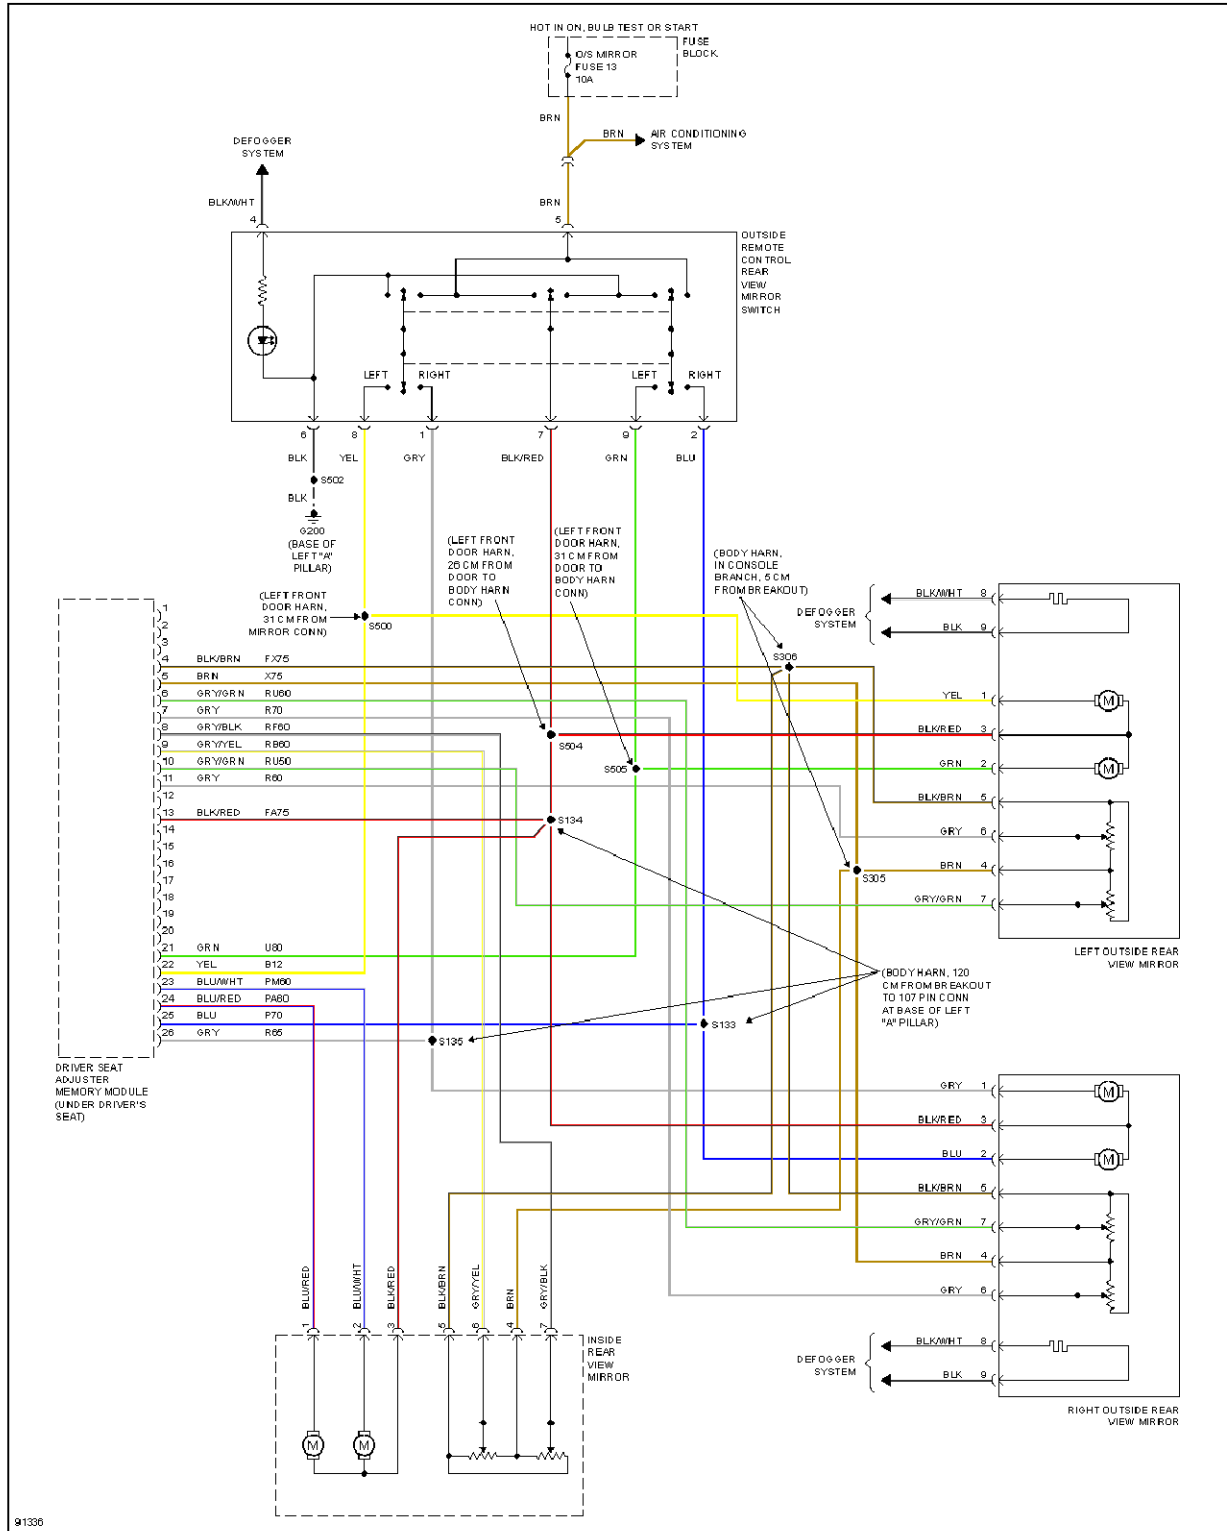 HOT IN ON, BULB TEST OR START
FUSE
BLOCK
O/S MIRROR
FUSE 13
10A
BRN
BRN
AIR CONDITIONING
SYSTEM
DEFOGGER
SYSTEM
BLK/WHT
BRN
4
5
OUTSIDE
REMOTE
CONTROL
REAR
VIEW
MIRROR
SWITCH
LEFT
RIGHT
LEFT
RIGHT
6
8
1
7
9
2
BLK
YEL
GRY
BLK/RED
GRN
BLU
S502
BLK
G200
(BASE OF
LEFT "A"
PILLAR)
(LEFT FRONT
DOOR HARN,
26 CM FROM
DOOR TO
BODY HARN
CONN)
(LEFT FRONT
DOOR HARN,
31 CM FROM
DOOR TO
BODY HARN
CONN)
(BODY HARN,
IN CONSOLE
BRANCH, 5 CM
FROM BREAKOUT)
(LEFT FRONT
DOOR HARN,
31 CM FROM
MIRROR CONN)
S500
DEFOGGER
SYSTEM
BLK/WHT 8
BLK 9
S306
YEL 1
M
BLK/RED 3
GRN 2
M
BLK/BRN 5
GRY 6
BRN 4
GRY/GRN 7
S504
S505
S134
S305
LEFT OUTSIDE REAR
VIEW MIRROR
1
2
3
4 BLK/BRN FX75
5 BRN X75
6 GRY/GRN RU60
7 GRY R70
8 GRY/BLK RF60
9 GRY/YEL RB60
10 GRY/GRN RU50
11 GRY R60
12
13 BLK/RED FA75
14
15
16
17
18
19
20
21 GRN U80
22 YEL B12
23 BLU/WHT PM60
24 BLU/RED PA60
25 BLU P70
26 GRY R65
DRIVER SEAT
ADJUSTER
MEMORY MODULE
(UNDER DRIVER'S
SEAT)
(BODY HARN, 120
CM FROM BREAKOUT
TO 107 PIN CONN
AT BASE OF LEFT
"A" PILLAR)
S133
S135
GRY 1
M
BLK/RED 3
BLU 2
M
BLK/BRN 5
GRY/GRN 7
BRN 4
GRY 6
DEFOGGER
SYSTEM
BLK/WHT 8
BLK 9
RIGHT OUTSIDE REAR
VIEW MIRROR
BLU/RED
BLU/WHT
BLK/RED
BLK/BRN
GRY/YEL
BRN
GRY/BLK
1
2
3
5
6
4
7
INSIDE
REAR
VIEW
MIRROR
M
M
91336